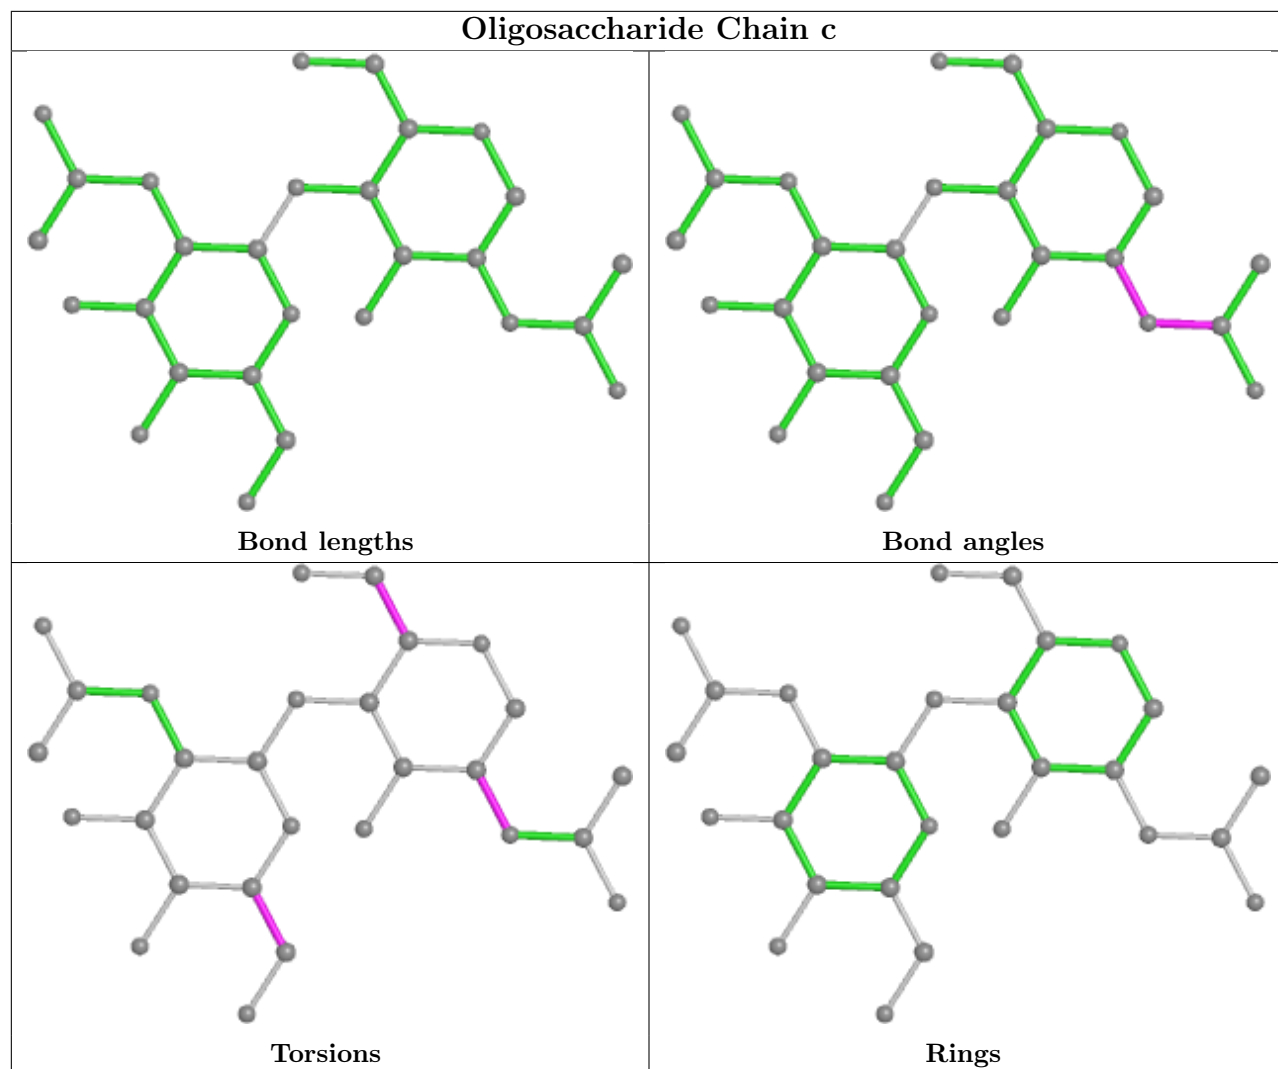 Oligosaccharide Chain c
Bond lengths
Bond angles
Torsions
Rings